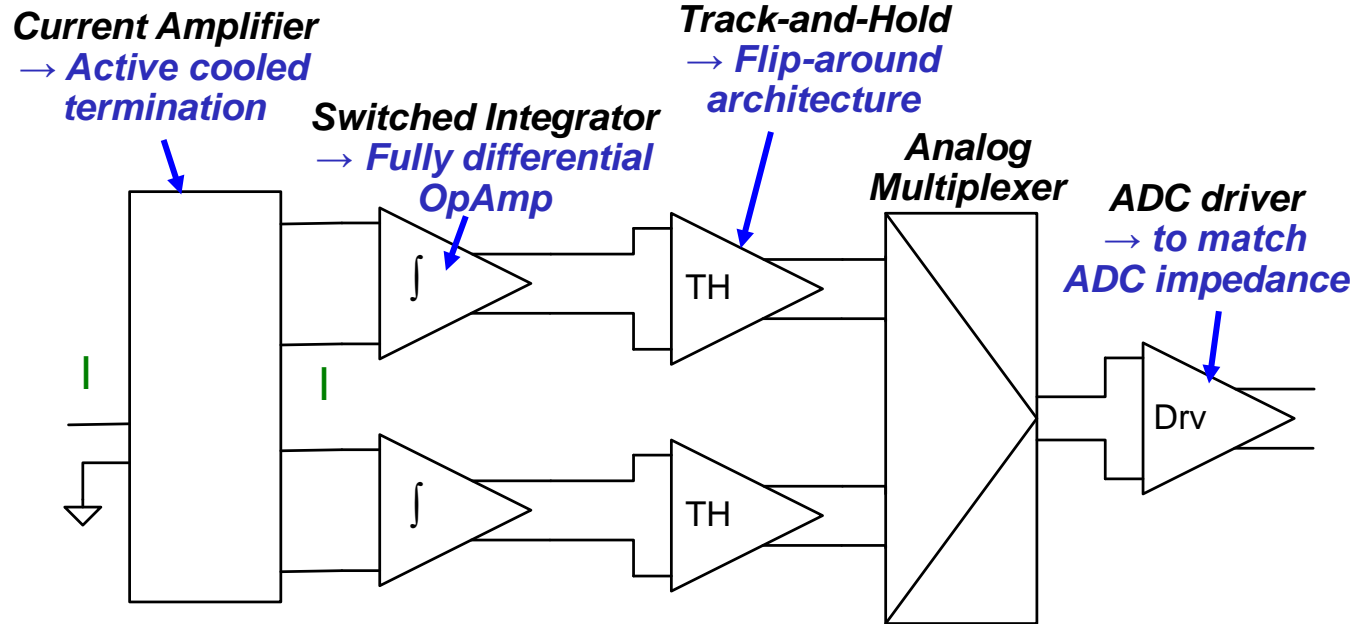 Current Amplifier
→ Active cooled
termination
Switched Integrator
→ Fully differential
OpAmp
Track-and-Hold
→ Flip-around
architecture
Analog
Multiplexer
ADC driver
→ to match
ADC impedance
∫
TH
I
I
Drv
∫
TH